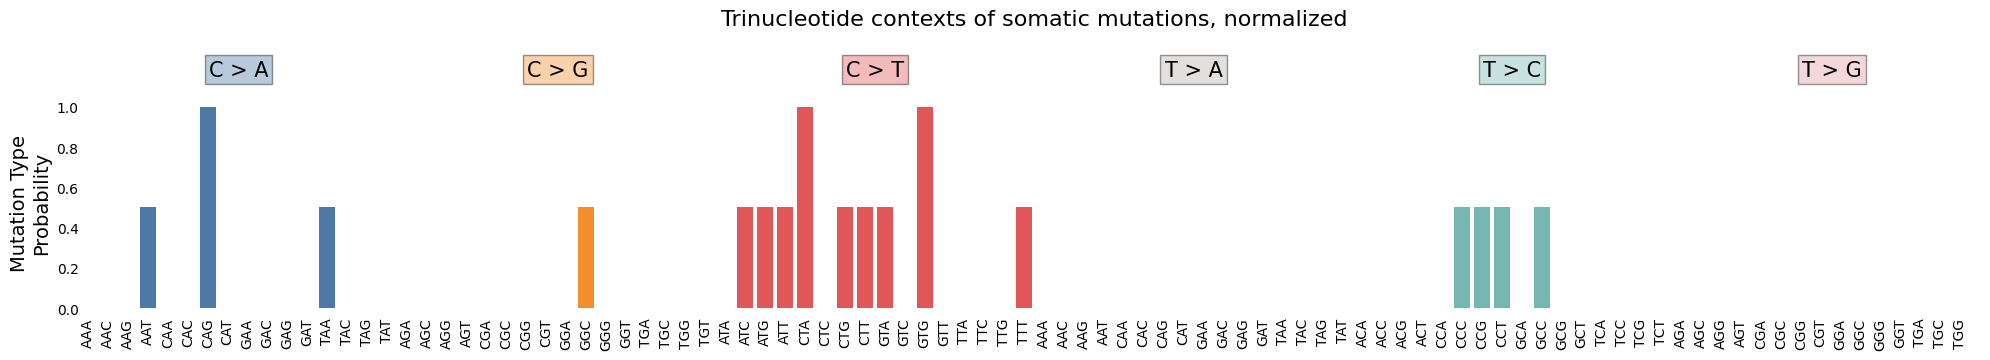 Trinucleotide contexts of somatic mutations, normalized
C > A
C > G
C > T
T > A
T > C
T > G
Mutation Type
Probability
1.0
0.8
0.6
0.4
0.2
0.0
AAA
AAC
AAG
AAT
CAA
CAC
CAG
CAT
GAA
GAC
GAG
GAT
TAA
TAC
TAG
TAT
AGA
AGC
AGG
AGT
CGA
CGC
CGG
CGT
GGA
GGC
GGG
GGT
TGA
TGC
TGG
TGT
ATA
ATC
ATG
ATT
CTA
CTC
CTG
CTT
GTA
GTC
GTG
GTT
TTA
TTC
TTG
TTT
AAA
AAC
AAG
AAT
CAA
CAC
CAG
CAT
GAA
GAC
GAG
GAT
TAA
TAC
TAG
TAT
ACA
ACC
ACG
ACT
CCA
CCC
CCG
CCT
GCA
GCC
GCG
GCT
TCA
TCC
TCG
TCT
AGA
AGC
AGG
AGT
CGA
CGC
CGG
CGT
GGA
GGC
GGG
GGT
TGA
TGC
TGG